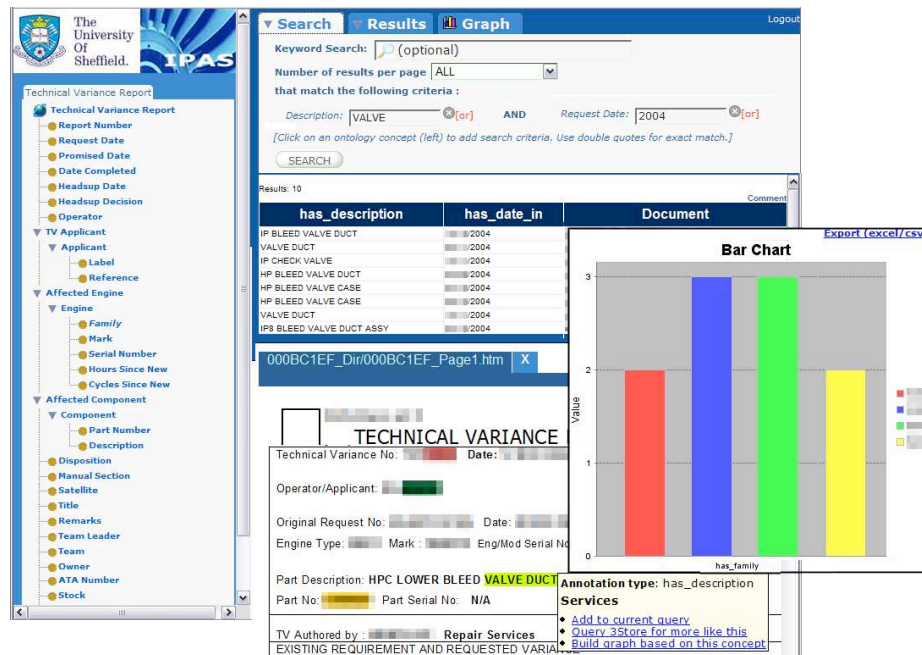 The
University
Of
Sheffield.
IPAS
Technical Variance Report
Technical Variance Report
Report Number
Request Date
Promised Date
Date Completed
Headsup Date
Headsup Decision
Operator
TV Applicant
Applicant
Label
Reference
Affected Engine
Engine
Family
Mark
Serial Number
Hours Since New
Cycles Since New
Affected Component
Component
Part Number
Description
Disposition
Manual Section
Satellite
Title
Remarks
Team Leader
Team
Owner
ATA Number
Stock
Search Results Graph
Logout
Keyword Search: (optional)
Number of results per page ALL
that match the following criteria :
Description: VALVE [or] AND Request Date: 2004 [or]
[Click on an ontology concept (left) to add search criteria. Use double quotes for exact match.]
SEARCH
Results: 10
Comment
has_description has_date_in Document
IP BLEED VALVE DUCT /2004
VALVE DUCT /2004
IP CHECK VALVE /2004
HP BLEED VALVE DUCT /2004
HP BLEED VALVE CASE /2004
HP BLEED VALVE CASE /2004
VALVE DUCT /2004
IP8 BLEED VALVE DUCT ASSY /2004
Export (excel/csv
Bar Chart
3
2
1
0
Value
has_family
000BC1EF_Dir/000BC1EF_Page1.htm X
TECHNICAL VARIANCE
Technical Variance No: Date:
Operator/Applicant:
Original Request No: Date:
Engine Type: Mark : Eng/Mod Serial No
Part Description: HPC LOWER BLEED VALVE DUCT
Part No: Part Serial No: N/A
TV Authored by : Repair Services
EXISTING REQUIREMENT AND REQUESTED VARIANCE
Annotation type: has_description
Services
Add to current query
Query 3Store for more like this
Build graph based on this concept